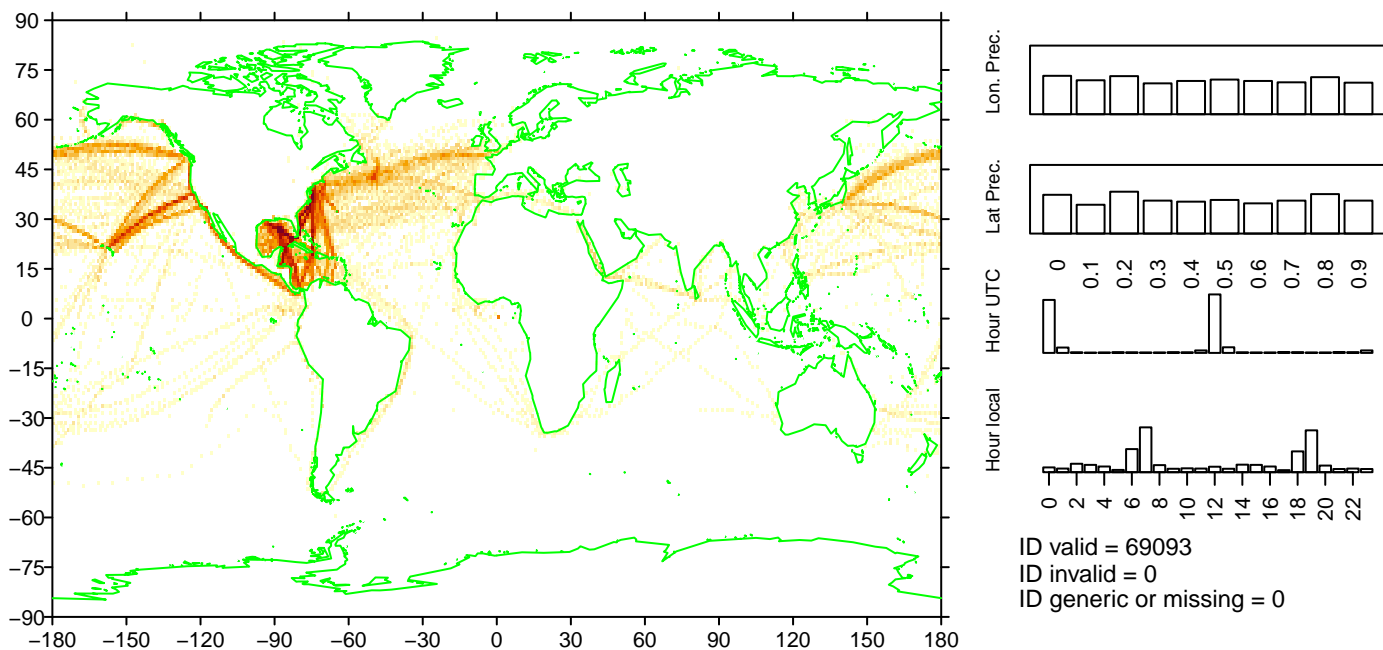 90
75
60
45
30
15
0
−15
−30
−45
−60
−75
−90
−180 −150 −120 −90 −60 −30 0 30 60 90 120 150 180
Lon. Prec.
Lat Prec.
0 0.1 0.2 0.3 0.4 0.5 0.6 0.7 0.8 0.9
Hour UTC
Hour local
0 2 4 6 8 10 12 14 16 18 20 22
ID valid = 69093
ID invalid = 0
ID generic or missing = 0